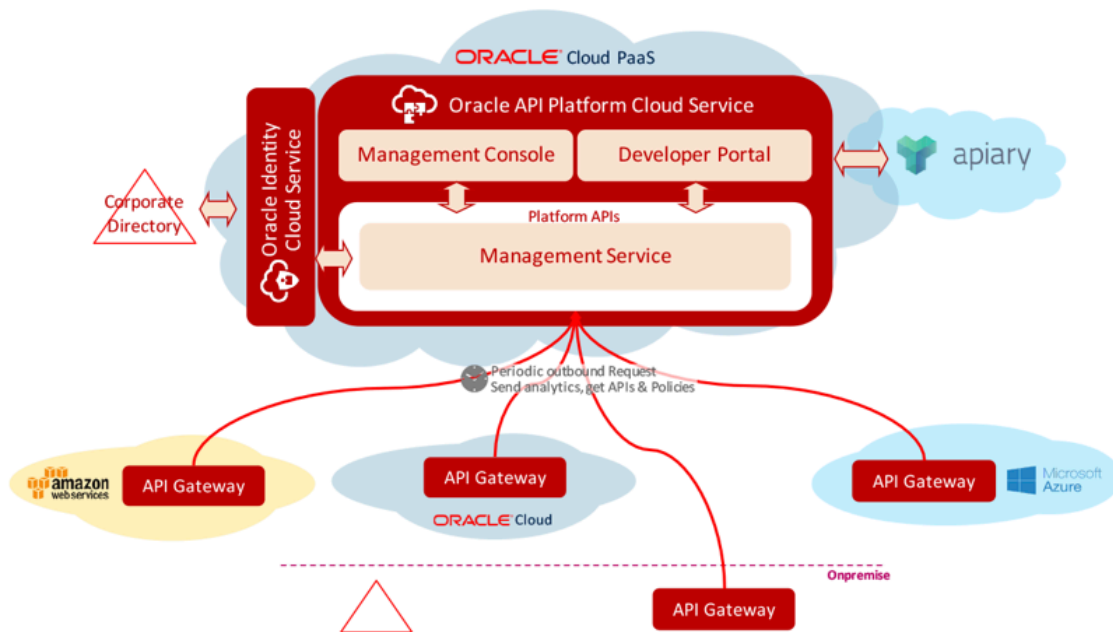 ORACLE Cloud PaaS
Oracle API Platform Cloud Service
Management Console
Developer Portal
Oracle Identity
Cloud Service
apiary
Corporate
Directory
Platform APIs
Management Service
Periodic outbound Request
Send analytics, get APIs & Policies
amazon
webservices
API Gateway
API Gateway
ORACLE Cloud
API Gateway
Microsoft
Azure
Onpremise
API Gateway